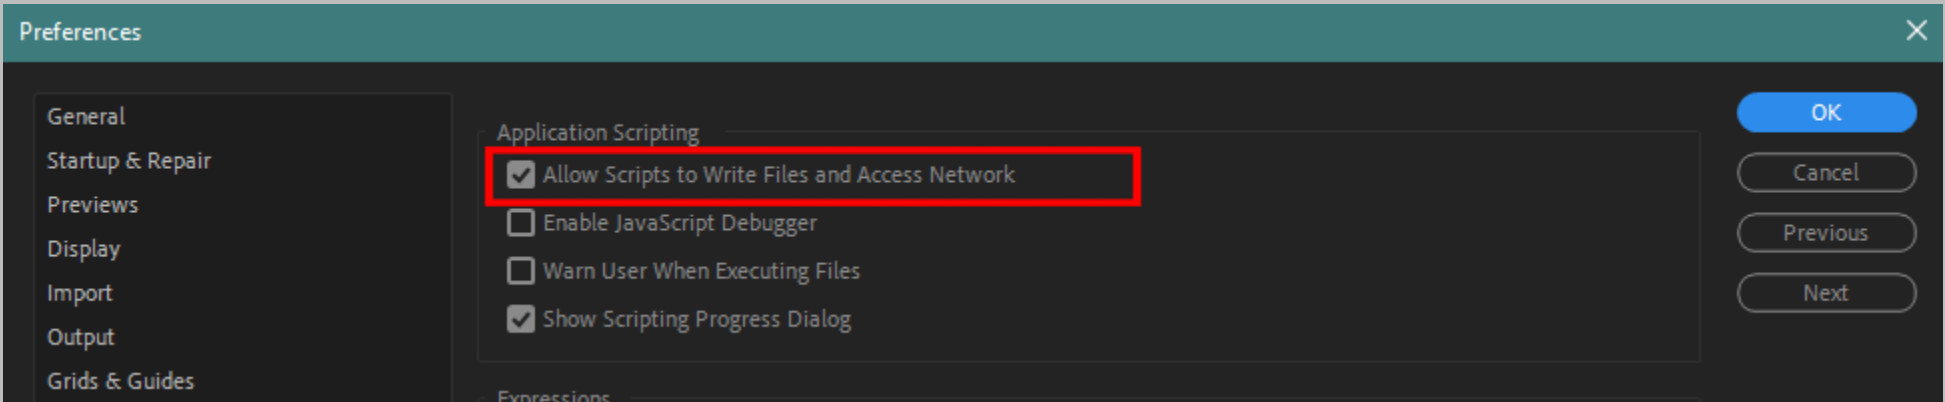 Preferences
General
Startup & Repair
Previews
Display
Import
Output
Grids & Guides
Application Scripting
Allow Scripts to Write Files and Access Network
Enable JavaScript Debugger
Warn User When Executing Files
Show Scripting Progress Dialog
Expressions
OK
Cancel
Previous
Next